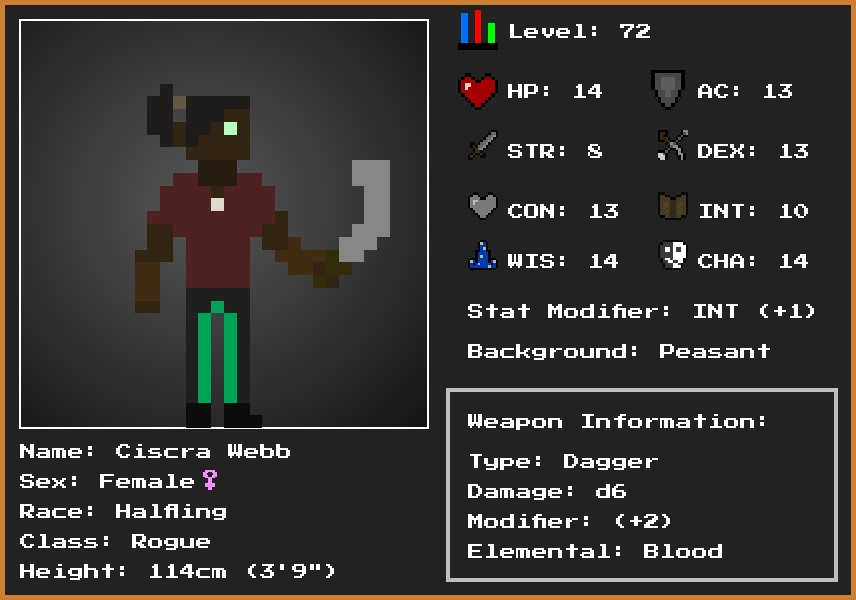 Level: 72
HP: 14
AC: 13
STR: 8
DEX: 13
CON: 13
INT: 10
WIS: 14
CHA: 14
Stat Modifier: INT (+1)
Background: Peasant
Weapon Information:
Type: Dagger
Damage: d6
Modifier: (+2)
Elemental: Blood
Name: Ciscra Webb
Sex: Female♀
Race: Halfling
Class: Rogue
Height: 114cm (3'9")